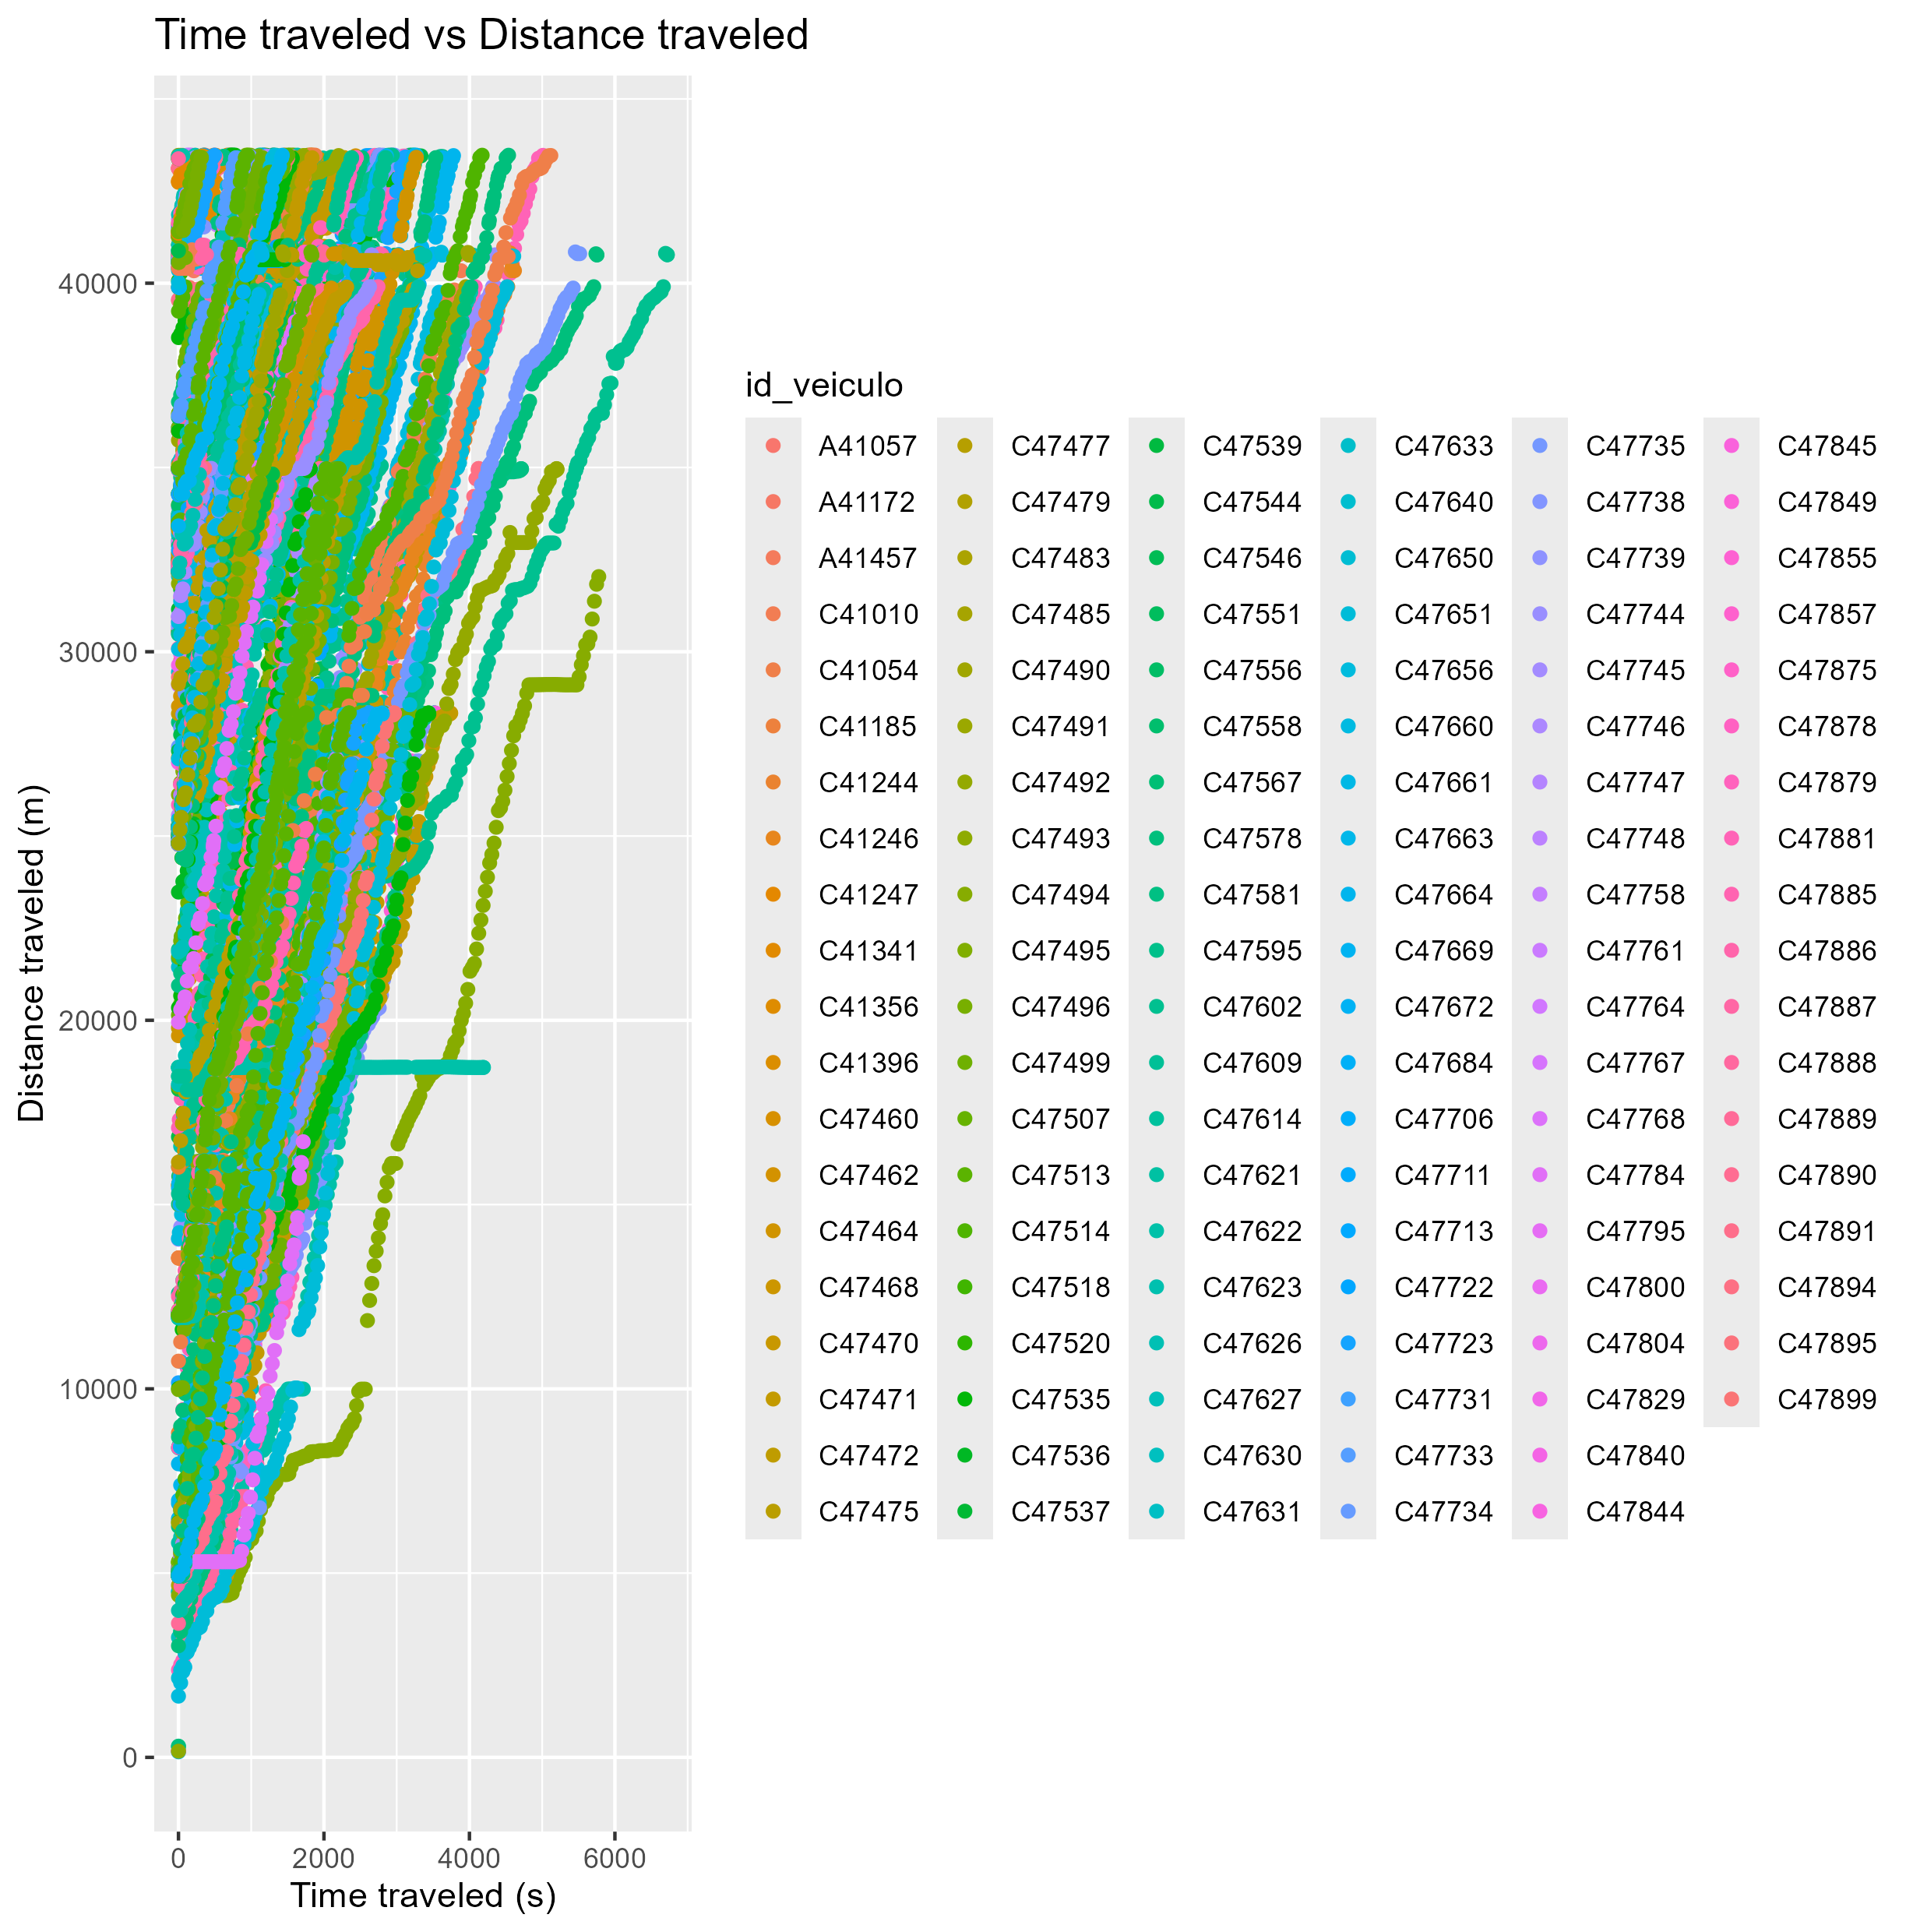 Time traveled vs Distance traveled
Distance traveled (m)
40000
30000
20000
10000
0
0 2000 4000 6000
Time traveled (s)
id_veiculo
A41057 C47477 C47539 C47633 C47735 C47845
A41172 C47479 C47544 C47640 C47738 C47849
A41457 C47483 C47546 C47650 C47739 C47855
C41010 C47485 C47551 C47651 C47744 C47857
C41054 C47490 C47556 C47656 C47745 C47875
C41185 C47491 C47558 C47660 C47746 C47878
C41244 C47492 C47567 C47661 C47747 C47879
C41246 C47493 C47578 C47663 C47748 C47881
C41247 C47494 C47581 C47664 C47758 C47885
C41341 C47495 C47595 C47669 C47761 C47886
C41356 C47496 C47602 C47672 C47764 C47887
C41396 C47499 C47609 C47684 C47767 C47888
C47460 C47507 C47614 C47706 C47768 C47889
C47462 C47513 C47621 C47711 C47784 C47890
C47464 C47514 C47622 C47713 C47795 C47891
C47468 C47518 C47623 C47722 C47800 C47894
C47470 C47520 C47626 C47723 C47804 C47895
C47471 C47535 C47627 C47731 C47829 C47899
C47472 C47536 C47630 C47733 C47840
C47475 C47537 C47631 C47734 C47844